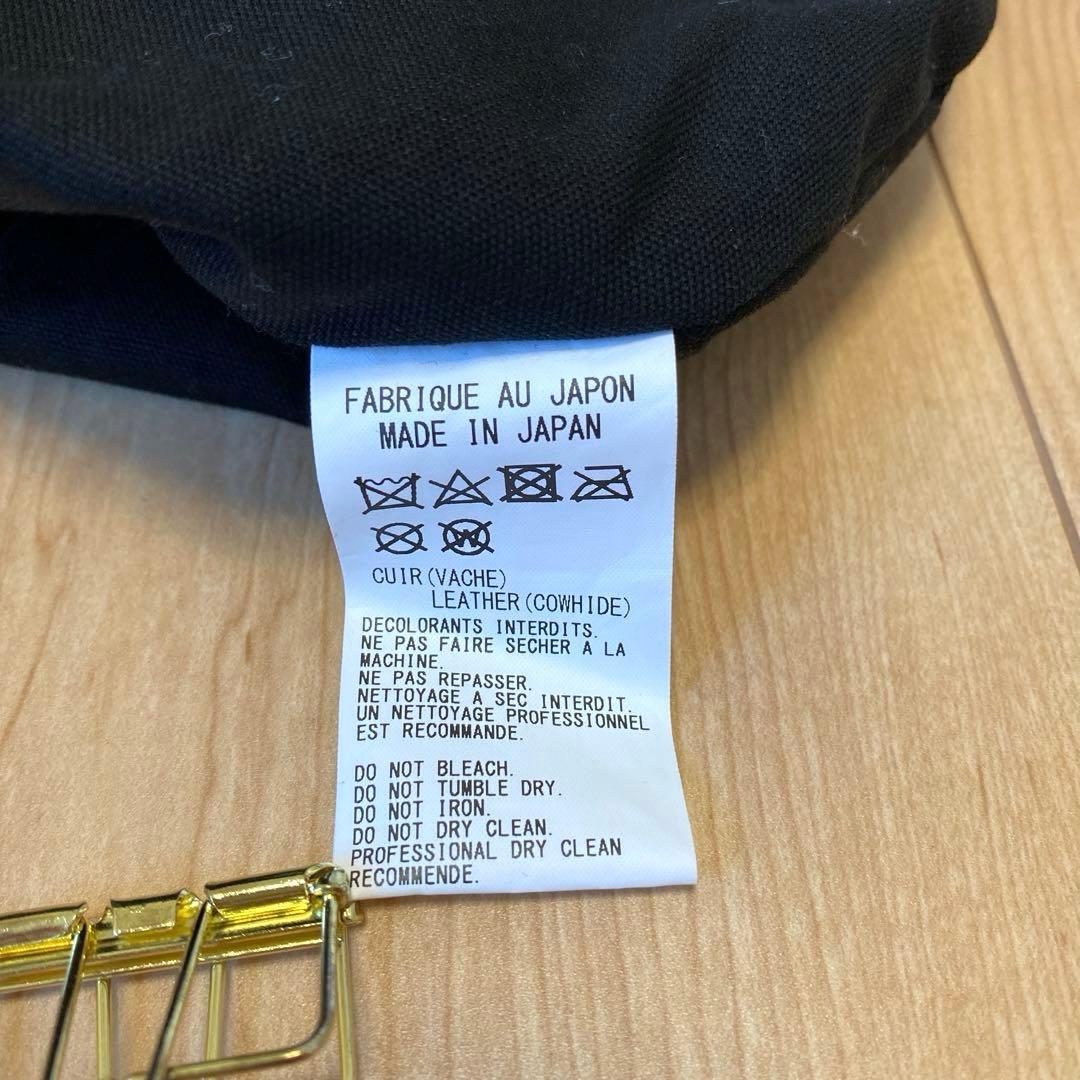 FABRIQUE AU JAPON
MADE IN JAPAN
W
CUIR(VACHE)
LEATHER(COWHIDE)
DECOLORANTS INTERDITS.
NE PAS FAIRE SECHER A LA
MACHINE.
NE PAS REPASSER.
NETTOYAGE A SEC INTERDIT.
UN NETTOYAGE PROFESSIONNEL
EST RECOMMANDE.
DO NOT BLEACH.
DO NOT TUMBLE DRY.
DO NOT IRON.
DO NOT DRY CLEAN.
PROFESSIONAL DRY CLEAN
RECOMMENDE.